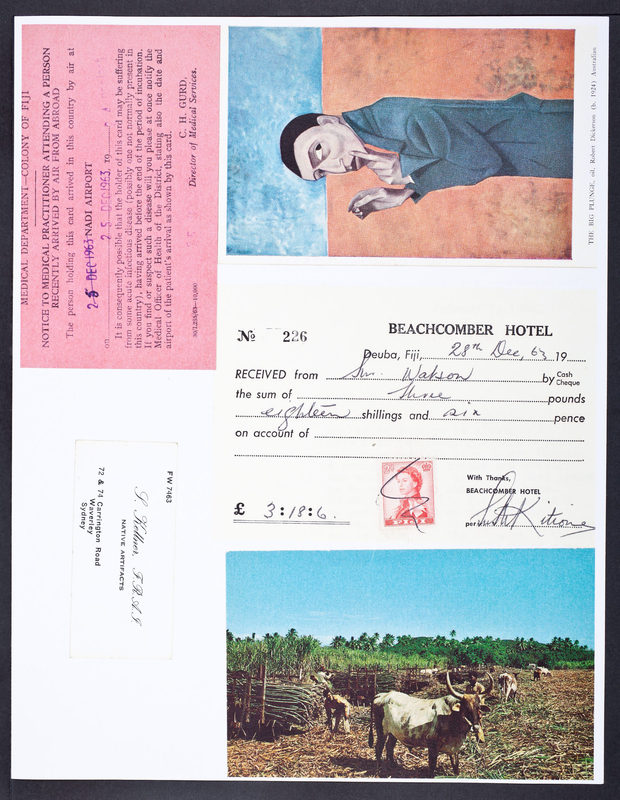 MEDICAL DEPARTMENT—COLONY OF FIJI
NOTICE TO MEDICAL PRACTITIONER ATTENDING A PERSON
RECENTLY ARRIVED BY AIR FROM ABROAD
The person holding this card arrived in this country by air at
25 DEC 1963 NADI AIRPORT
on 25 DEC 1963 to
It is consequently possible that the holder of this card may be suffering
from some acute infectious disease (possibly one not normally present in
this country), having arrived before the end of the period of incubation.
If you find or suspect such a disease will you please at once notify the
Medical Officer of Health of the District, stating also the date and
airport of the patient's arrival as shown by this card.
C. H. GURD,
Director of Medical Services.
THE BIG PLUNGE, oil, Robert Dickerson (b. 1924) Australian
№ 226
BEACHCOMBER HOTEL
Deuba, Fiji, 28th Dec, 63 19
RECEIVED from Watson by Cash
Cheque
the sum of three pounds
eighteen shillings and six pence
on account of
With Thanks,
BEACHCOMBER HOTEL
£ 3:18:6.
per
FIJI
FW 7463
L. Kellner, F.R.A.I.
NATIVE ARTIFACTS
72 & 74 Carrington Road
Waverley
Sydney